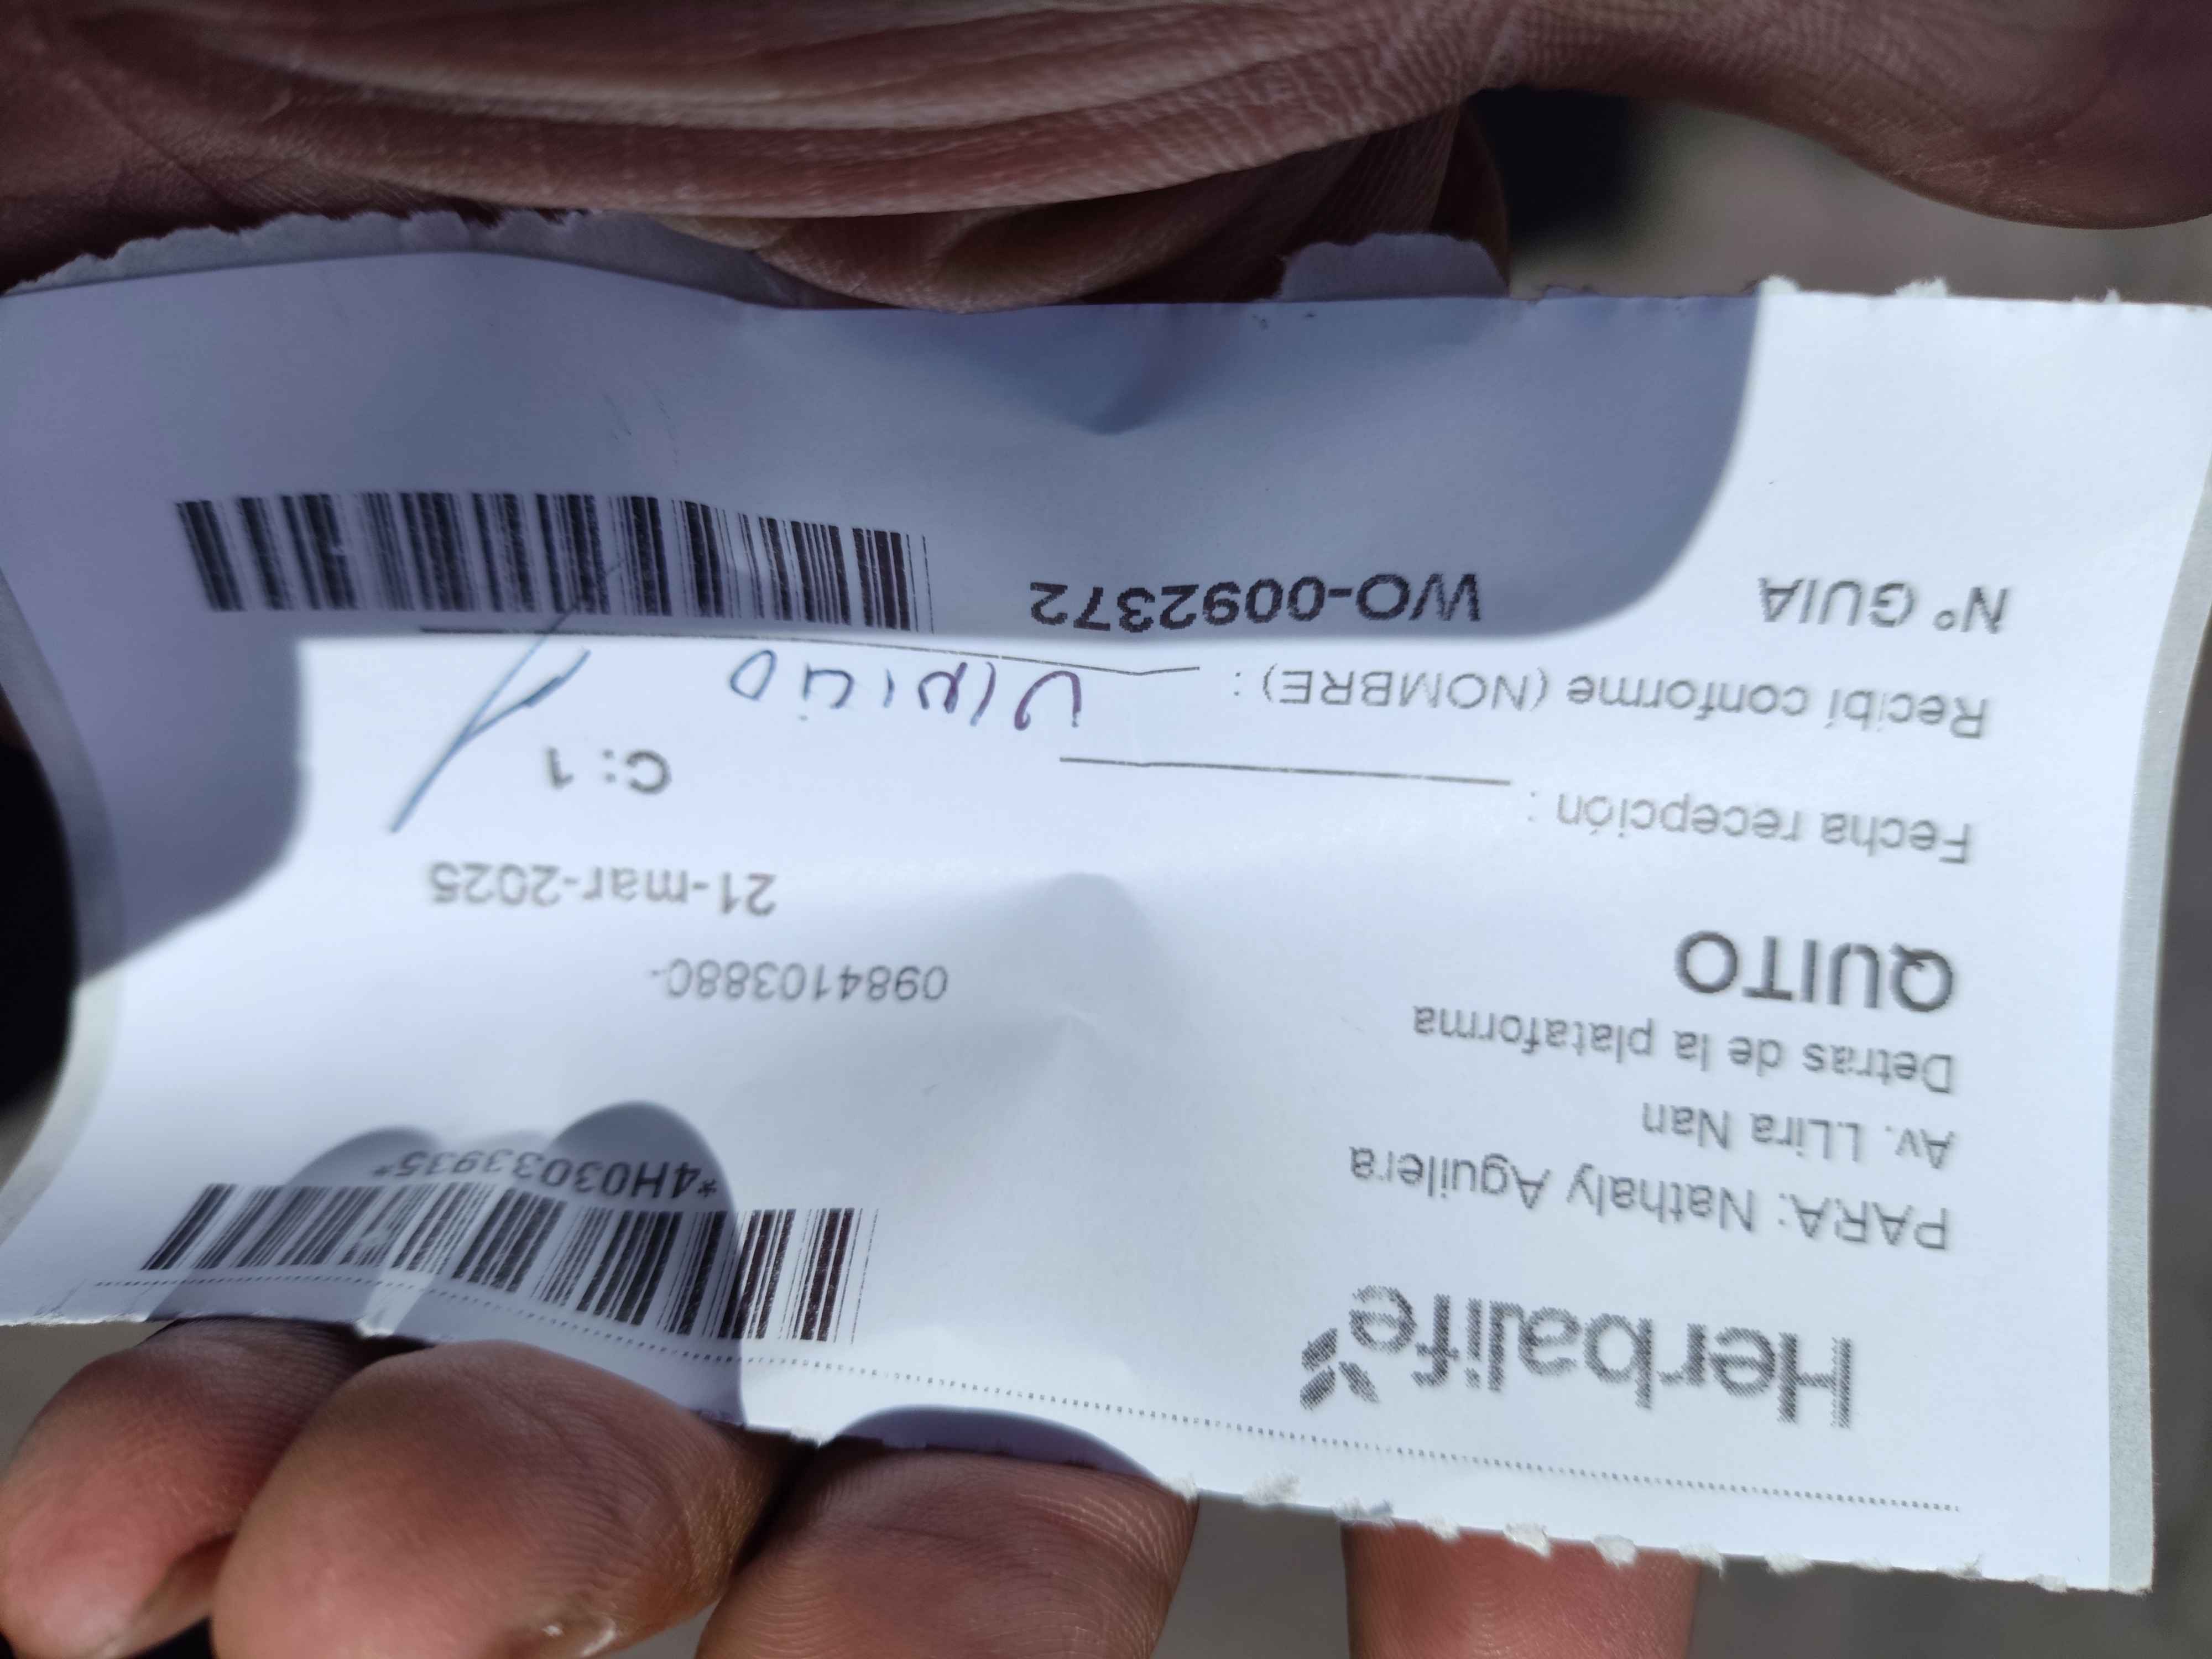 Herbalife
*4H03033935*
PARA: Nathaly Aguilera
Av. LLira Nan
Detras de la plataforma
0984103880-
QUITO
21-mar-2025
Fecha recepción :
C: 1
Recibí conforme (NOMBRE) :
N° GUIA
WO-0092372